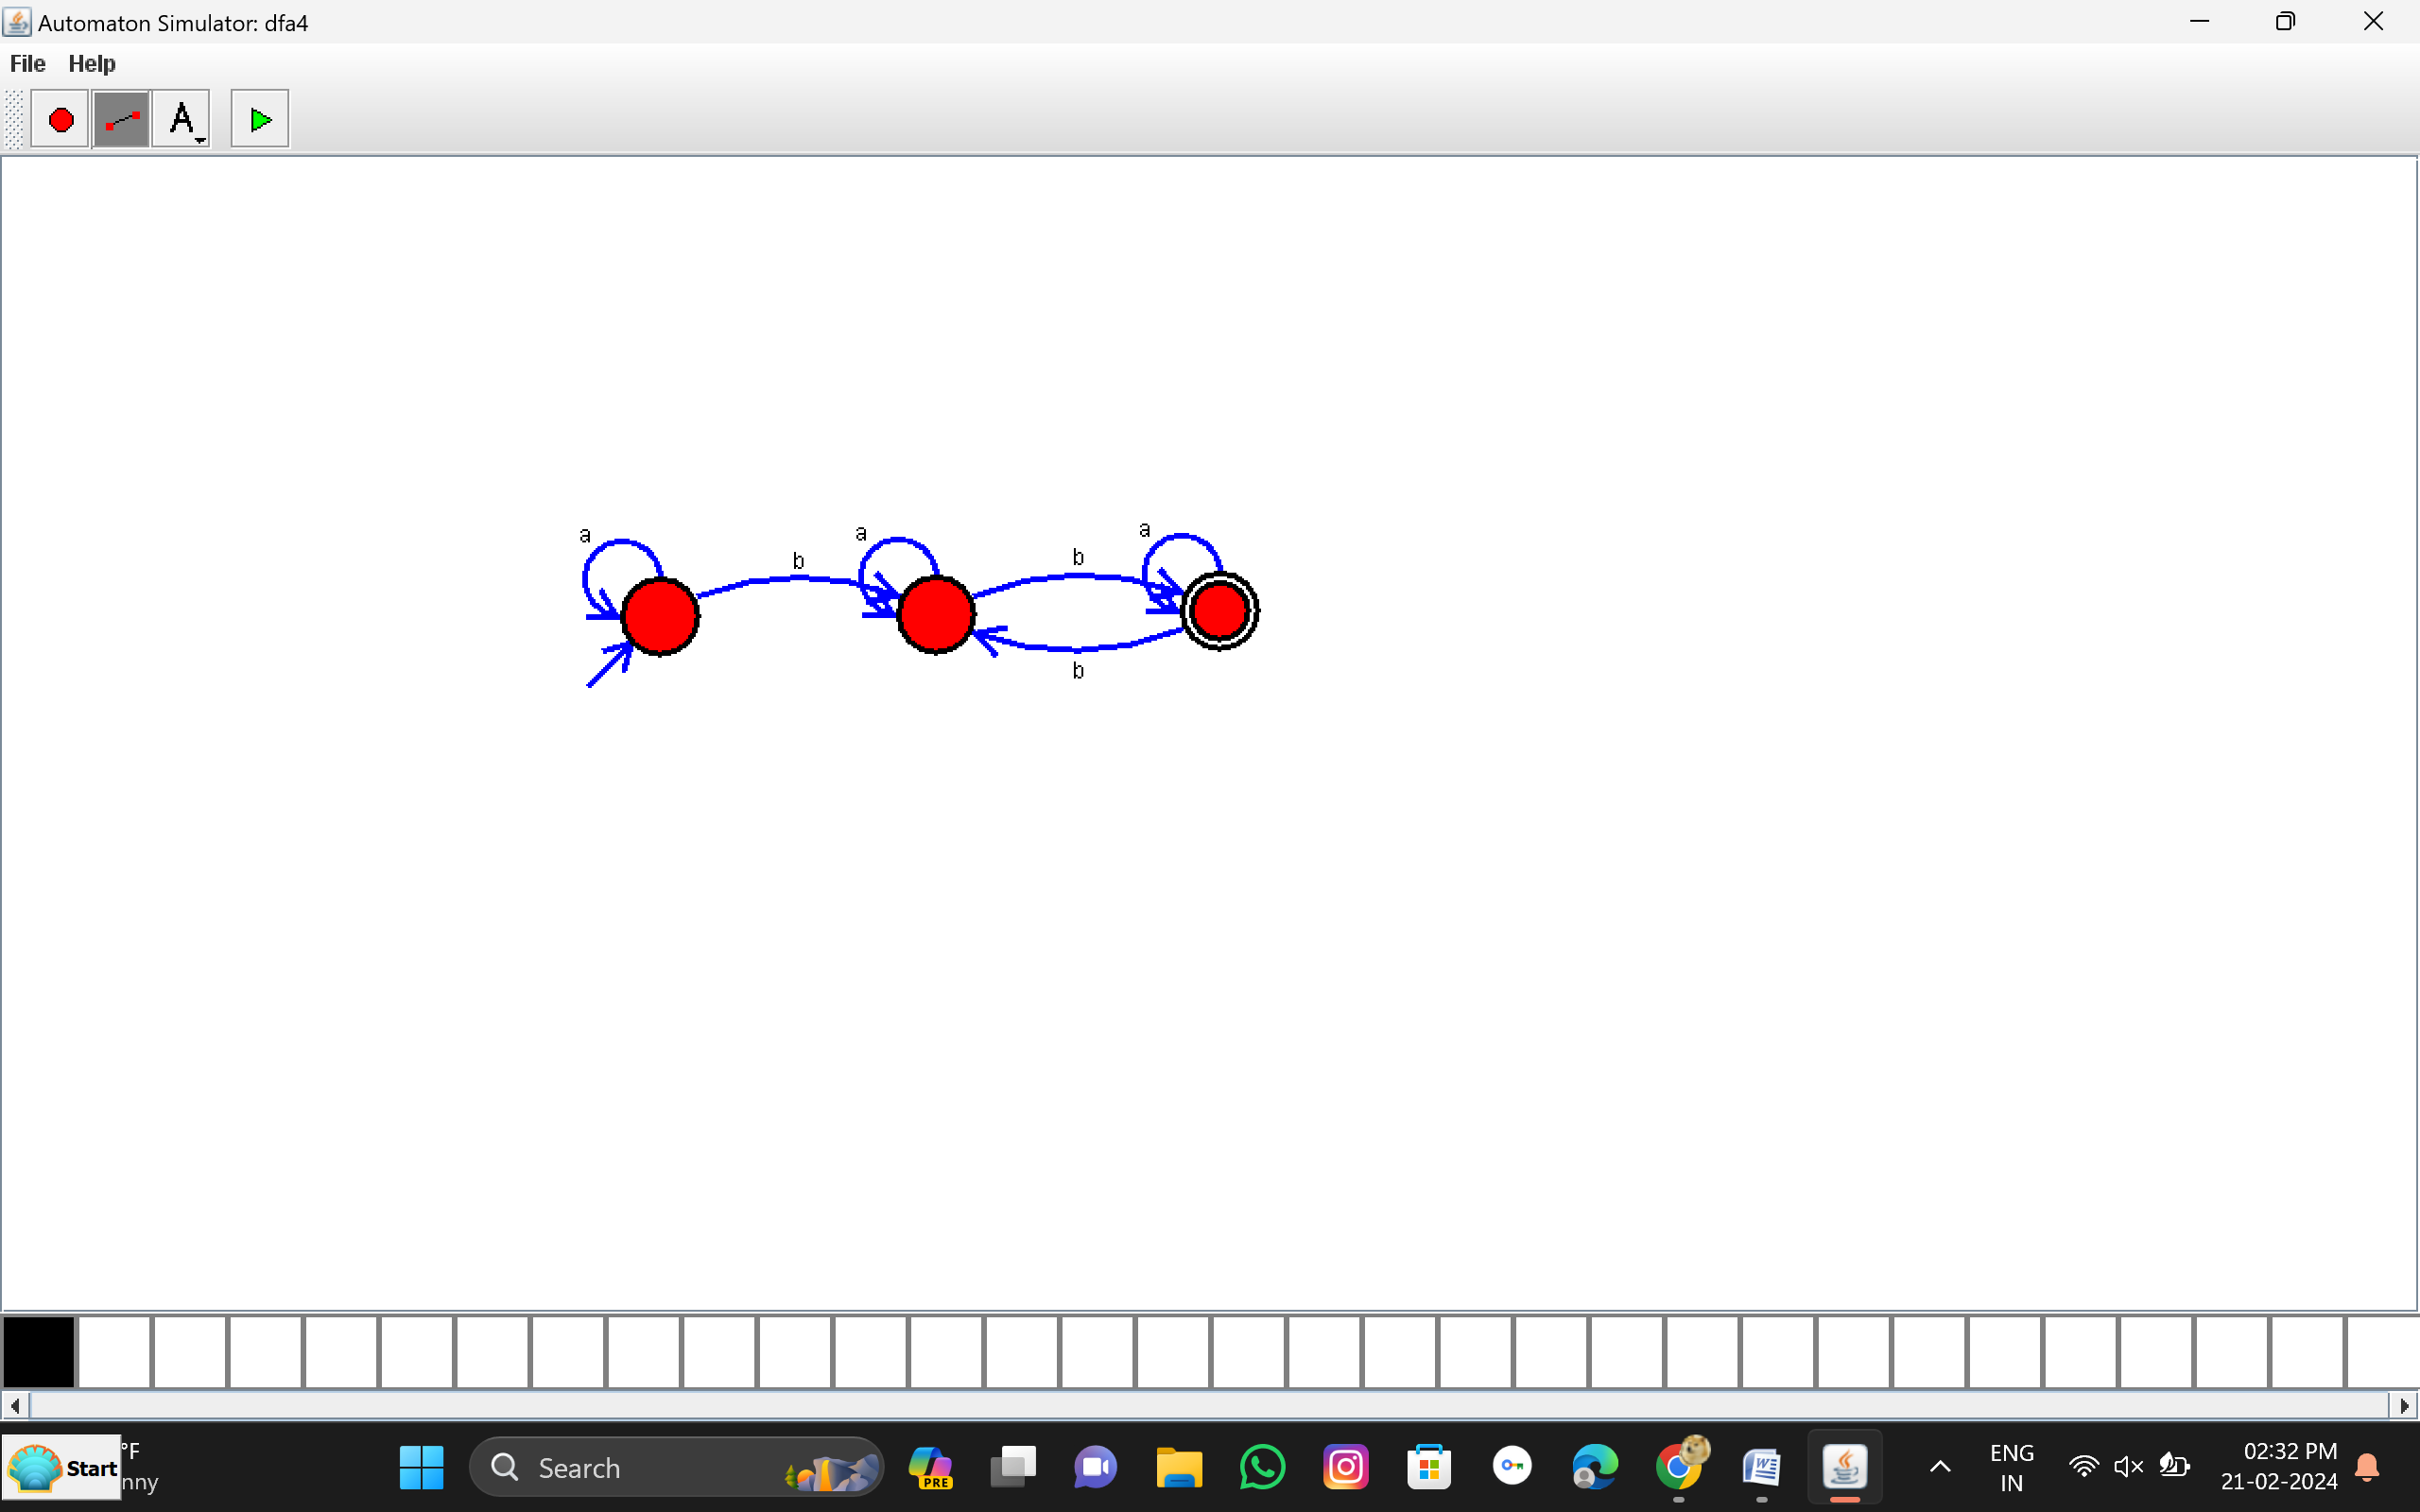 Automaton Simulator: dfa4
File Help
A
a
a
a
b
b
b
Start
°F
nny
Search
PRE
W
ENG
IN
02:32 PM
21-02-2024